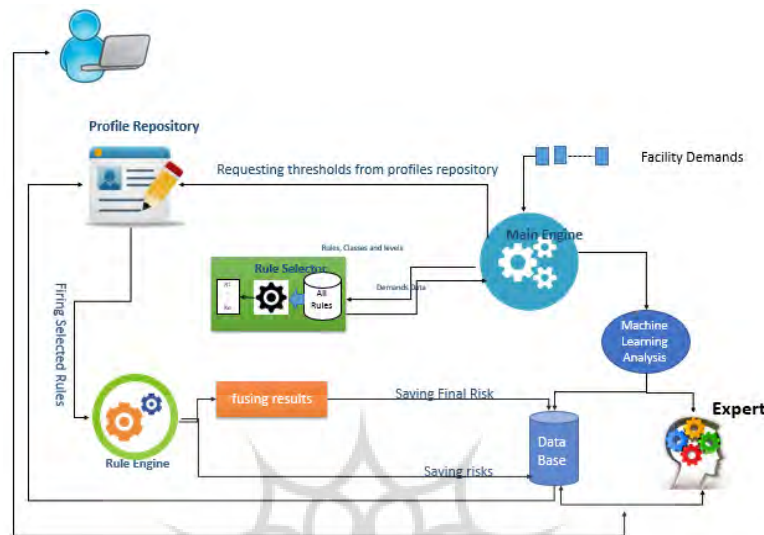 Profile Repository
Requesting thresholds from profiles repository
Facility Demands
Main Engine
Rules, Classes and levels
Rule Selector
All
Rules
Demands Data
Firing Selected Rules
Machine
Learning
Analysis
fusing results
Saving Final Risk
Expert
Data
Base
Rule Engine
Saving risks